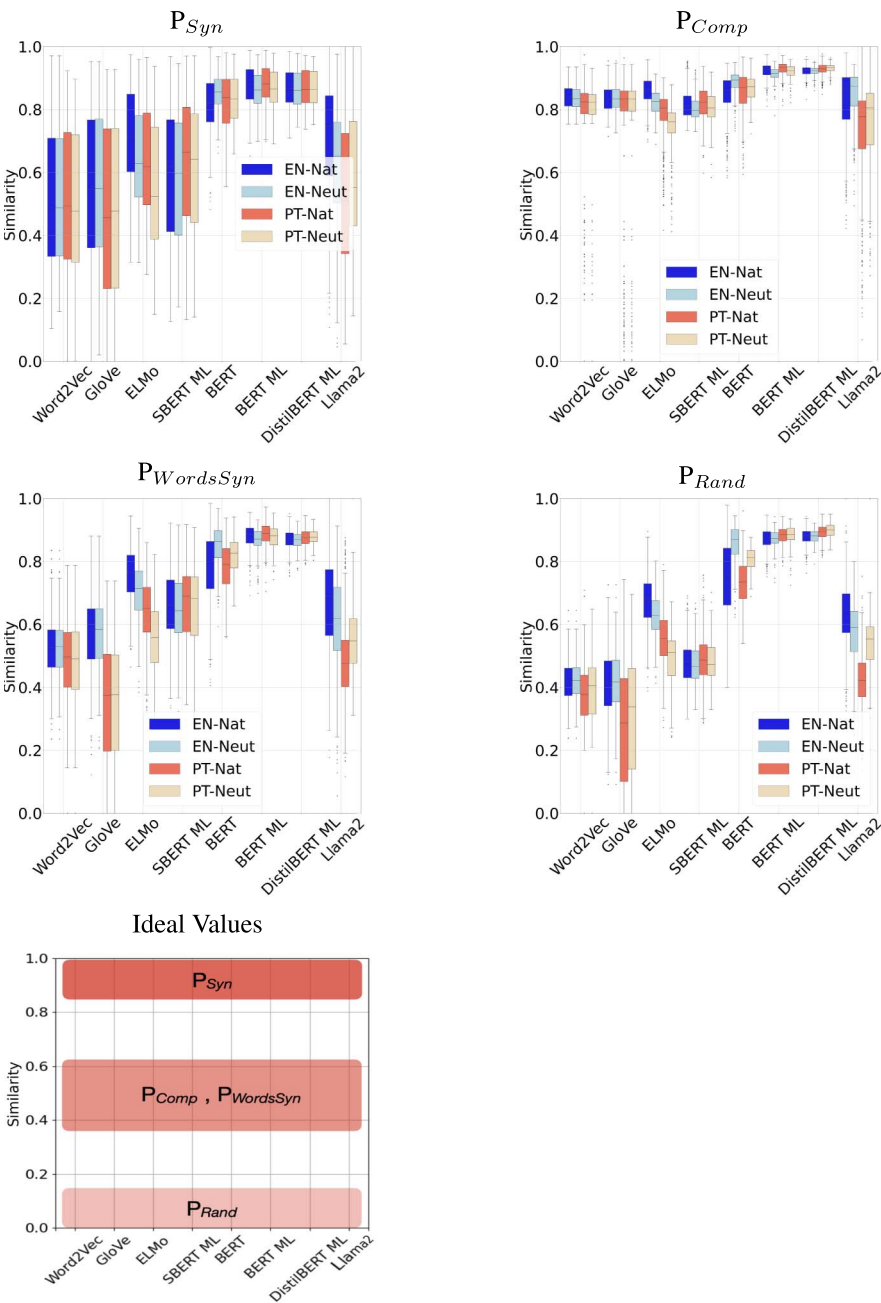 P_Syn
P_Comp
1.0
0.8
0.6
0.4
0.2
0.0
Similarity
EN-Nat
EN-Neut
PT-Nat
PT-Neut
Word2Vec
GloVe
ELMo
SBERT ML
BERT
BERT ML
DistilBERT ML
Llama2
1.0
0.8
0.6
0.4
0.2
0.0
Similarity
EN-Nat
EN-Neut
PT-Nat
PT-Neut
Word2Vec
GloVe
ELMo
SBERT ML
BERT
BERT ML
DistilBERT ML
Llama2
P_WordsSyn
P_Rand
1.0
0.8
0.6
0.4
0.2
0.0
Similarity
EN-Nat
EN-Neut
PT-Nat
PT-Neut
Word2Vec
GloVe
ELMo
SBERT ML
BERT
BERT ML
DistilBERT ML
Llama2
1.0
0.8
0.6
0.4
0.2
0.0
Similarity
EN-Nat
EN-Neut
PT-Nat
PT-Neut
Word2Vec
GloVe
ELMo
SBERT ML
BERT
BERT ML
DistilBERT ML
Llama2
Ideal Values
1.0
0.8
0.6
0.4
0.2
0.0
Similarity
P_Syn
P_Comp , P_WordsSyn
P_Rand
Word2Vec
GloVe
ELMo
SBERT ML
BERT
BERT ML
DistilBERT ML
Llama2